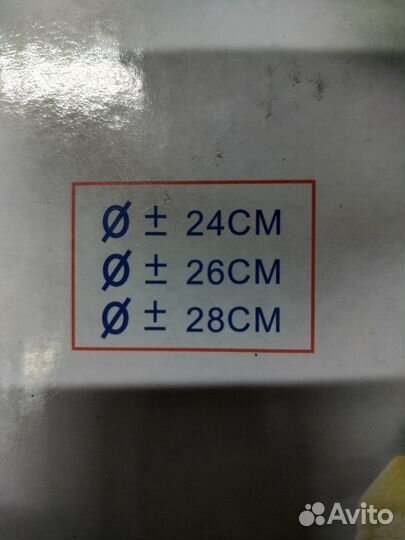 Ø ± 24CM
Ø ± 26CM
Ø ± 28CM
Avito